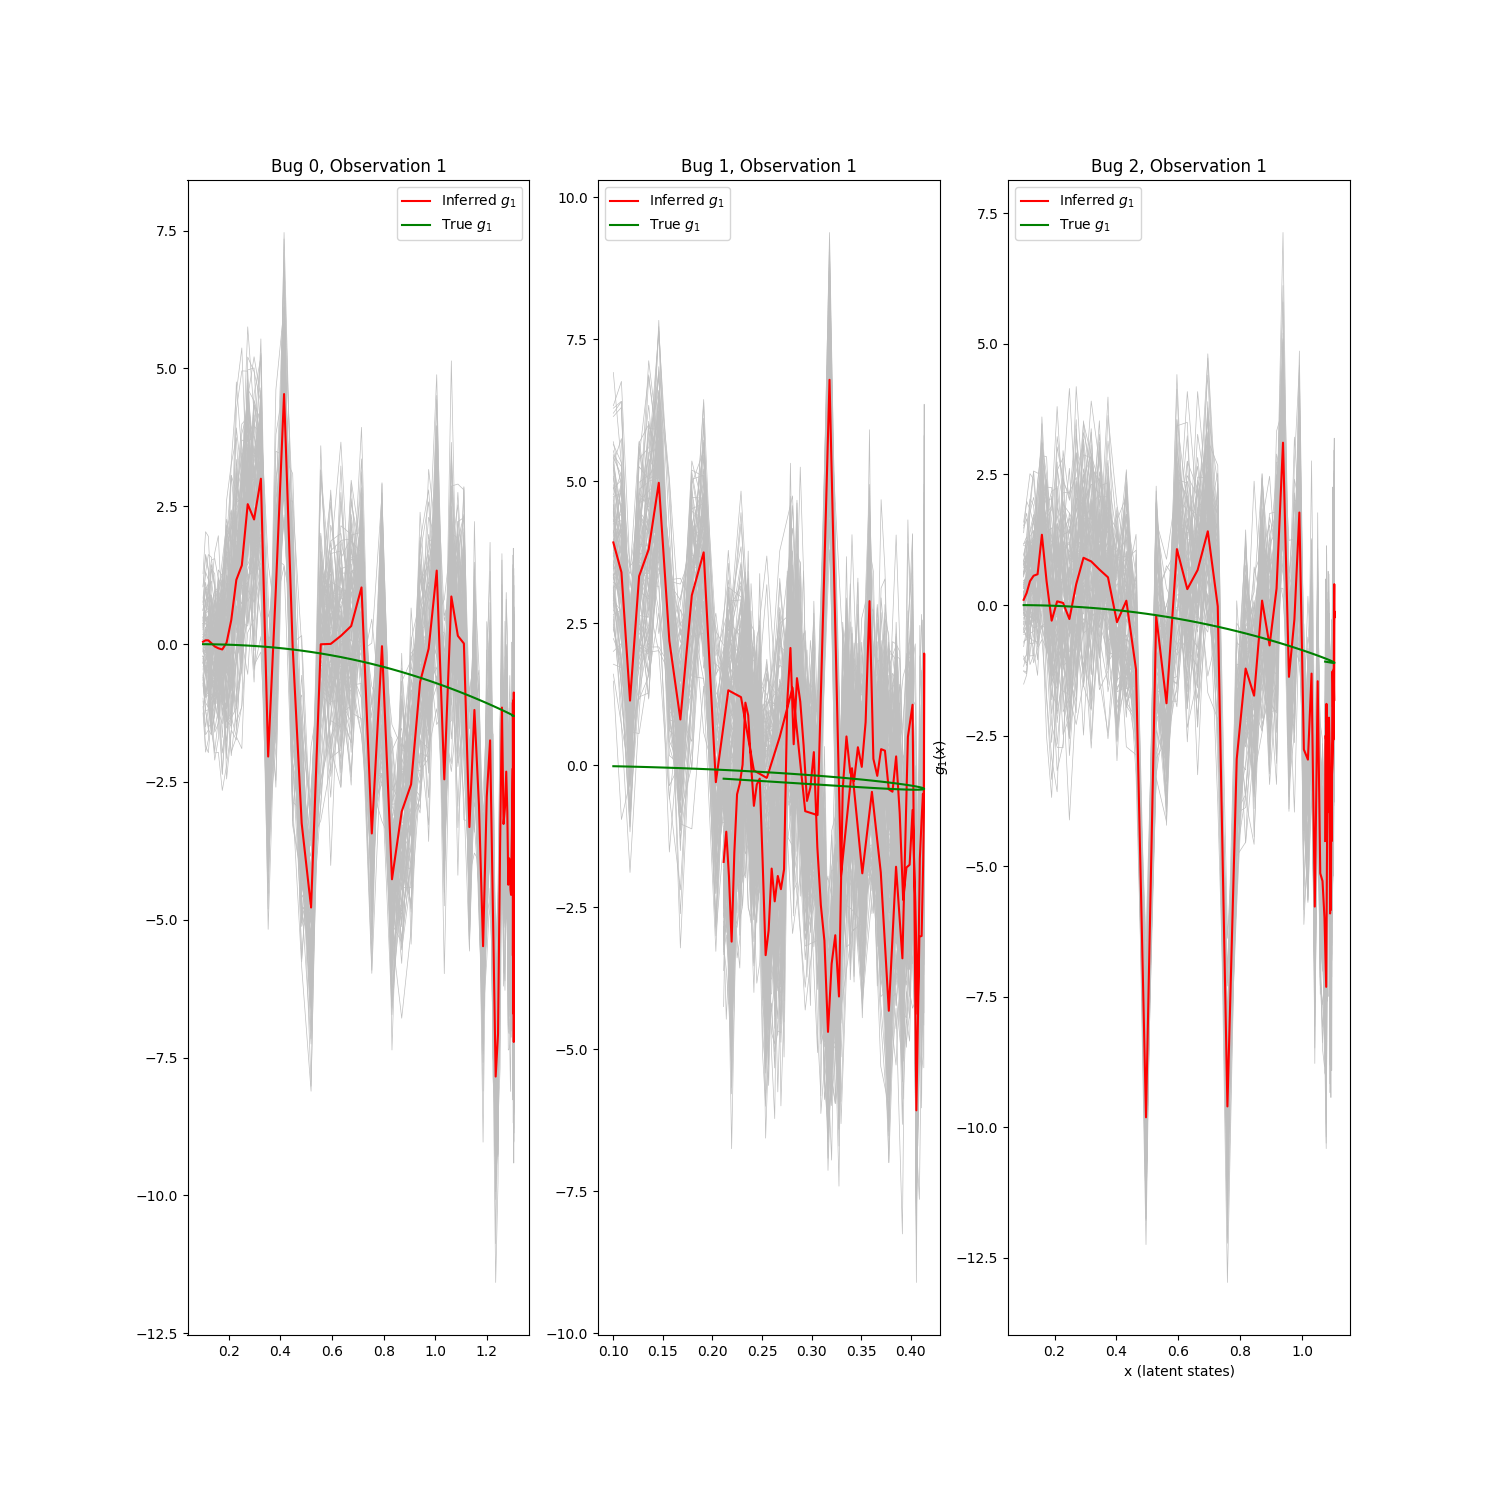 Bug 0, Observation 1
Inferred g₁
True g₁
7.5
5.0
2.5
0.0
−2.5
−5.0
−7.5
−10.0
−12.5
0.2 0.4 0.6 0.8 1.0 1.2
Bug 1, Observation 1
Inferred g₁
True g₁
10.0
7.5
5.0
2.5
0.0
−2.5
−5.0
−7.5
−10.0
0.10 0.15 0.20 0.25 0.30 0.35 0.40
Bug 2, Observation 1
Inferred g₁
True g₁
g₁(x)
7.5
5.0
2.5
0.0
−2.5
−5.0
−7.5
−10.0
−12.5
0.2 0.4 0.6 0.8 1.0
x (latent states)